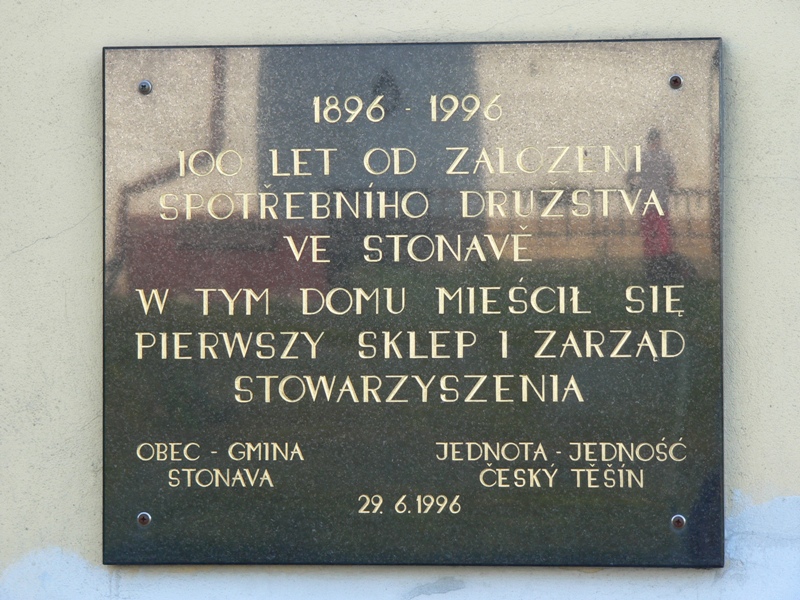 1896 - 1996
100 LET OD ZALOZENI
SPOTŘEBNÍHO DRUZSTVA
VE STONAVĚ
W TYM DOMU MIEŚCIŁ SIĘ
PIERWSZY SKLEP I ZARZĄD
STOWARZYSZENIA
OBEC - GMINA
STONAVA
JEDNOTA - JEDNOŚĆ
ČESKÝ TĚŠÍN
29. 6. 1996